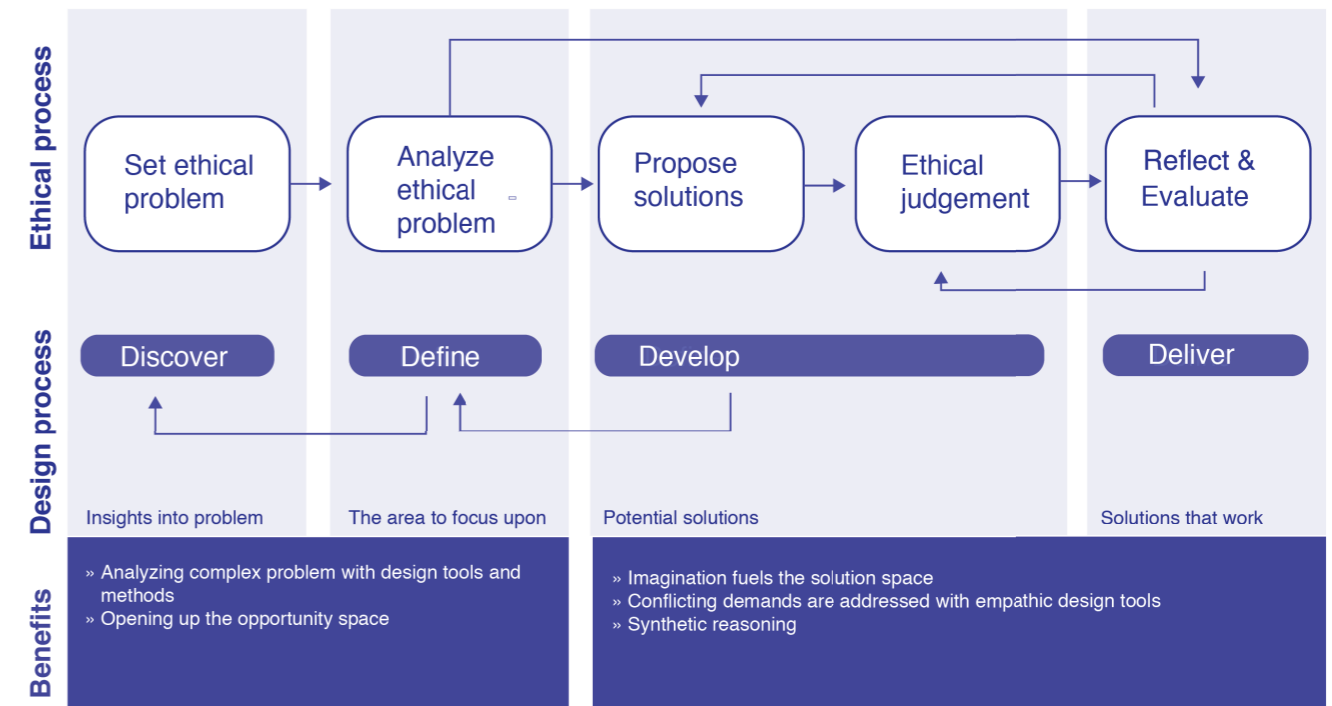 Ethical process
Set ethical
problem
Analyze
ethical
problem
Propose
solutions
Ethical
judgement
Reflect &
Evaluate
Design process
Discover
Define
Develop
Deliver
Insights into problem
The area to focus upon
Potential solutions
Solutions that work
Benefits
» Analyzing complex problem with design tools and
methods
» Opening up the opportunity space
» Imagination fuels the solution space
» Conflicting demands are addressed with empathic design tools
» Synthetic reasoning